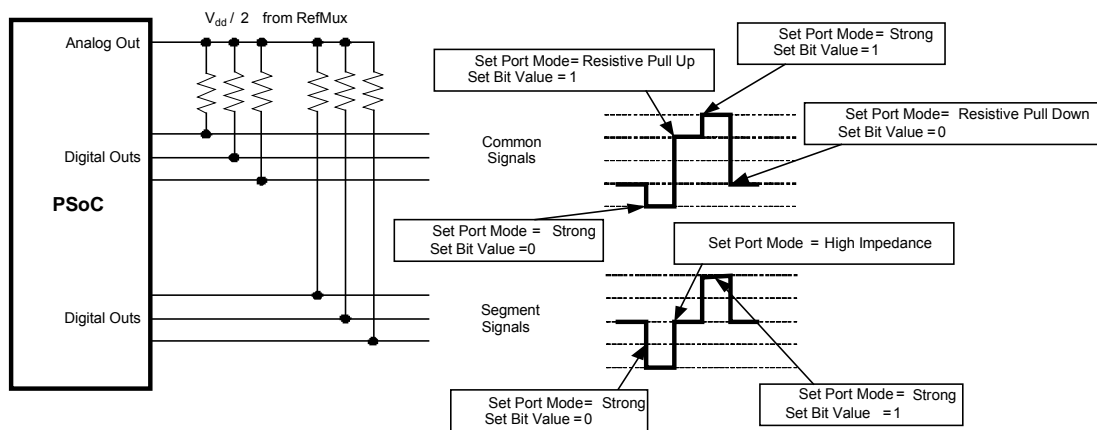 V_dd / 2 from RefMux
Analog Out
Set Port Mode= Strong
Set Bit Value=1
Set Port Mode= Resistive Pull Up
Set Bit Value = 1
Set Port Mode= Resistive Pull Down
Set Bit Value=0
Common
Signals
Digital Outs
PSoC
Set Port Mode = Strong
Set Bit Value =0
Set Port Mode = High Impedance
Digital Outs
Segment
Signals
Set Port Mode= Strong
Set Bit Value =0
Set Port Mode= Strong
Set Bit Value =1